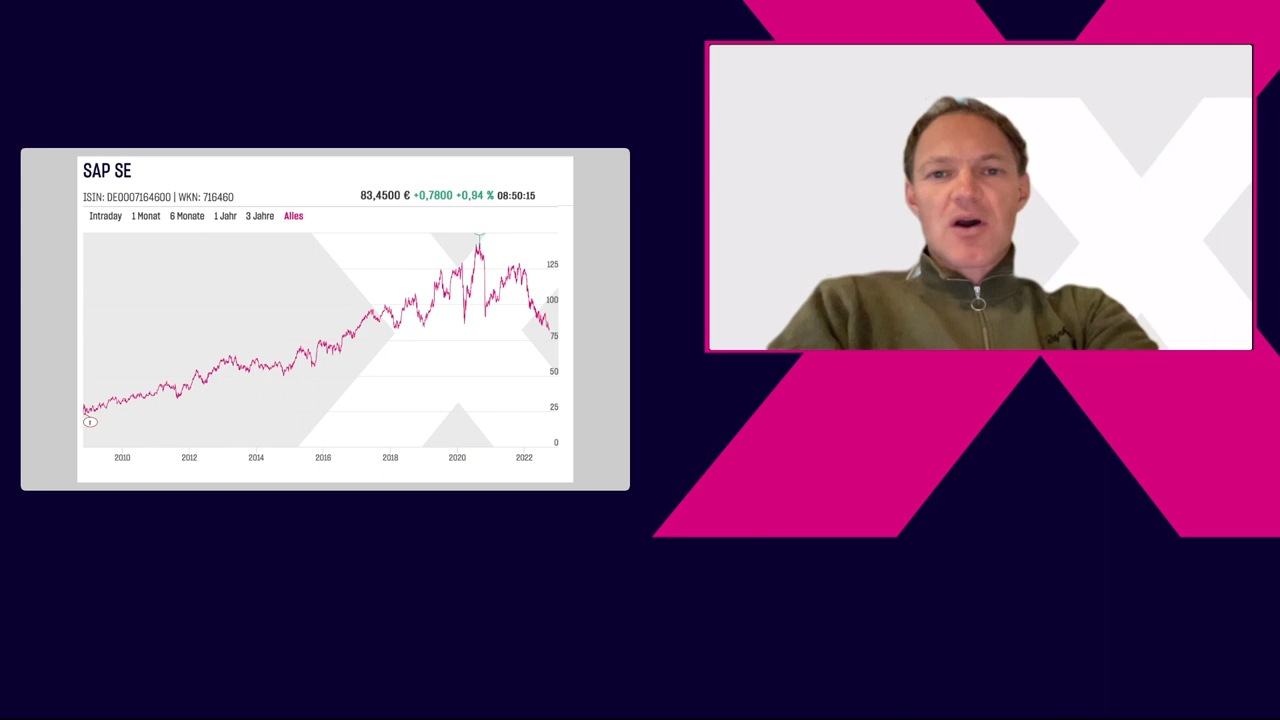 SAP SE
ISIN: DE0007164600 | WKN: 716460
83,4500 € +0,7800 +0,94 % 08:50:15
Intraday 1 Monat 6 Monate 1 Jahr 3 Jahre Alles
125
100
75
50
25
0
2010 2012 2014 2016 2018 2020 2022